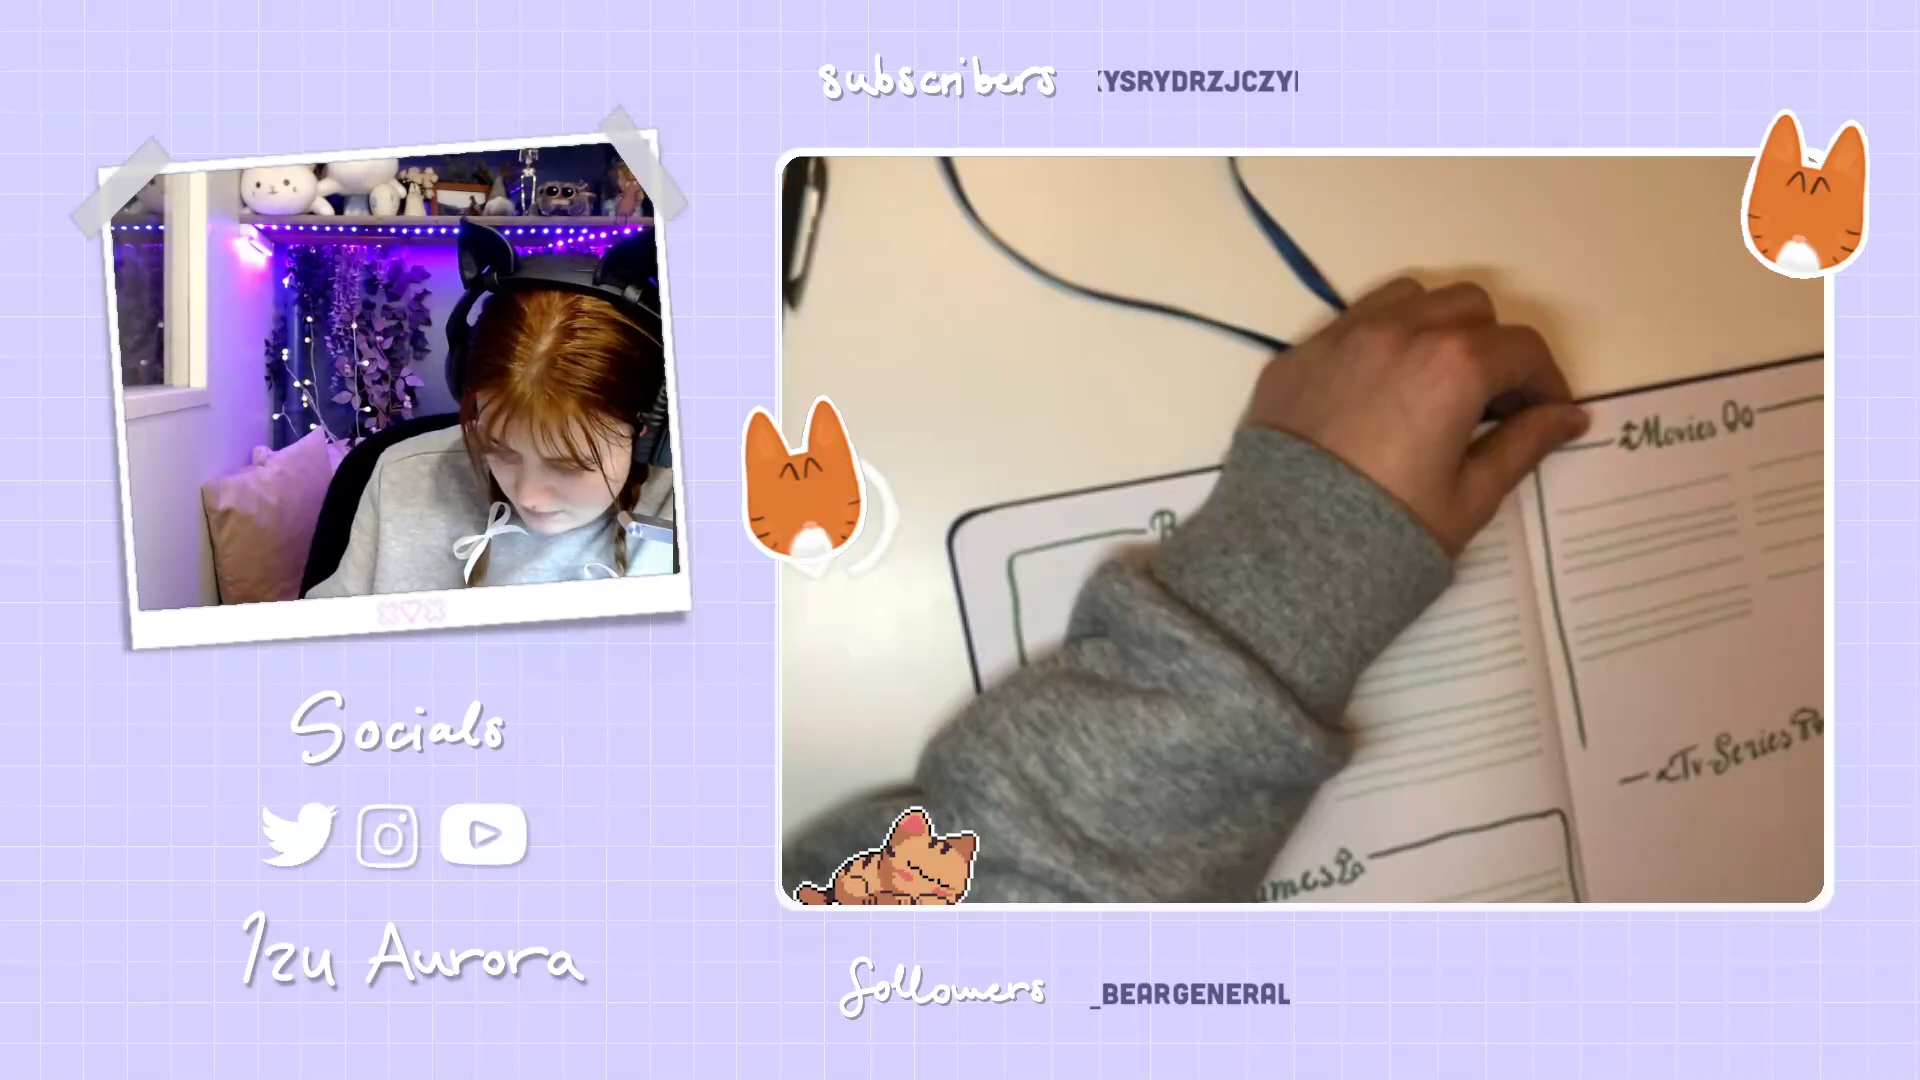 subscribers
YSRYDRZJCZY
Socials
Izu Aurora
Movies
Tv-Series
followers
_BEARGENERAL